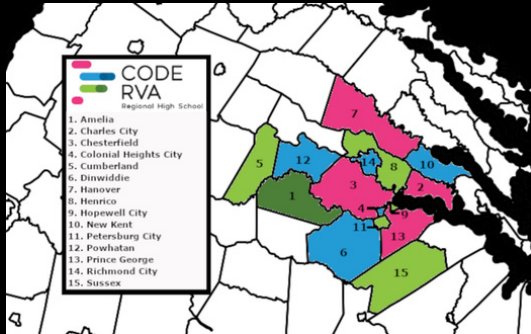 CODE
RVA
Regional High School
1. Amelia
2. Charles City
3. Chesterfield
4. Colonial Heights City
5. Cumberland
6. Dinwiddie
7. Hanover
8. Henrico
9. Hopewell City
10. New Kent
11. Petersburg City
12. Powhatan
13. Prince George
14. Richmond City
15. Sussex
7
5
12
14
8
10
1
3
2
4
9
11
13
6
15